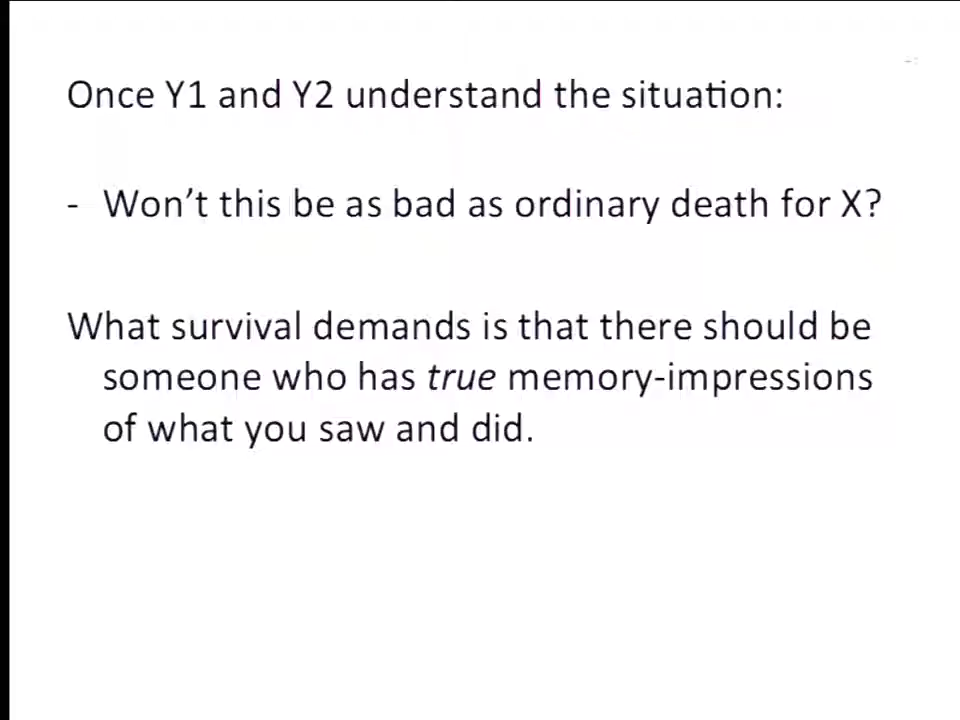 Once Y1 and Y2 understand the situation:
- Won’t this be as bad as ordinary death for X?
What survival demands is that there should be
someone who has true memory-impressions
of what you saw and did.